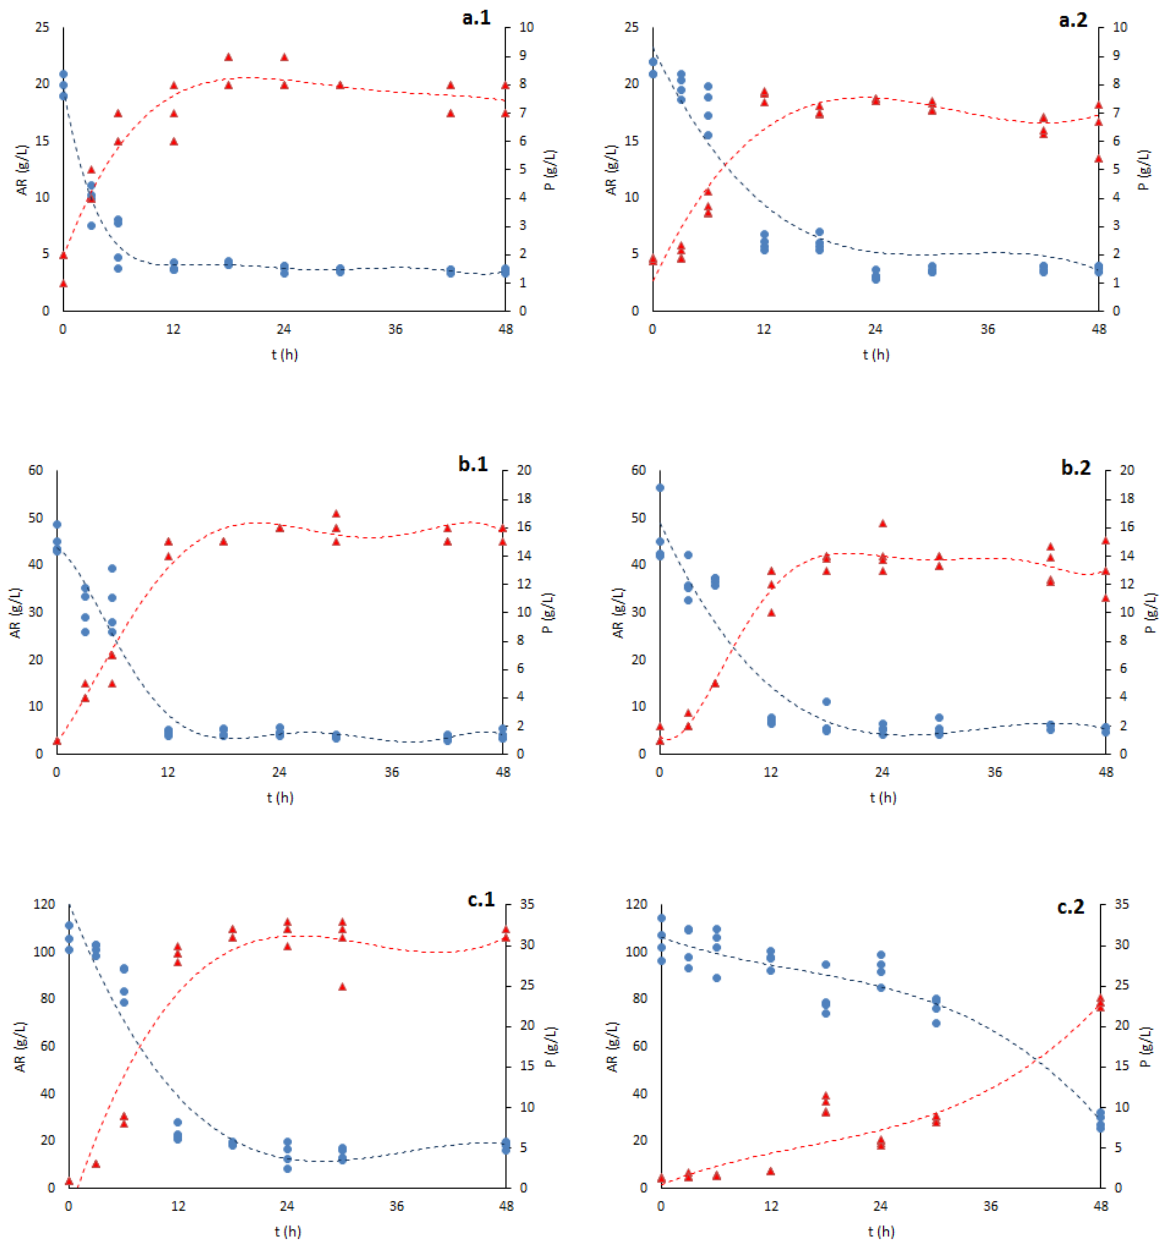 a.1
25 20 15 10 5 0
AR (g/L)
10 9 8 7 6 5 4 3 2 1 0
P (g/L)
0 12 24 36 48
t (h)
a.2
25 20 15 10 5 0
AR (g/L)
10 9 8 7 6 5 4 3 2 1 0
P (g/L)
0 12 24 36 48
t (h)
b.1
60 50 40 30 20 10 0
AR (g/L)
20 18 16 14 12 10 8 6 4 2 0
P (g/L)
0 12 24 36 48
t (h)
b.2
60 50 40 30 20 10 0
AR (g/L)
20 18 16 14 12 10 8 6 4 2 0
P (g/L)
0 12 24 36 48
t (h)
c.1
120 100 80 60 40 20 0
AR (g/L)
35 30 25 20 15 10 5 0
P (g/L)
0 12 24 36 48
t (h)
c.2
120 100 80 60 40 20 0
AR (g/L)
35 30 25 20 15 10 5 0
P (g/L)
0 12 24 36 48
t (h)